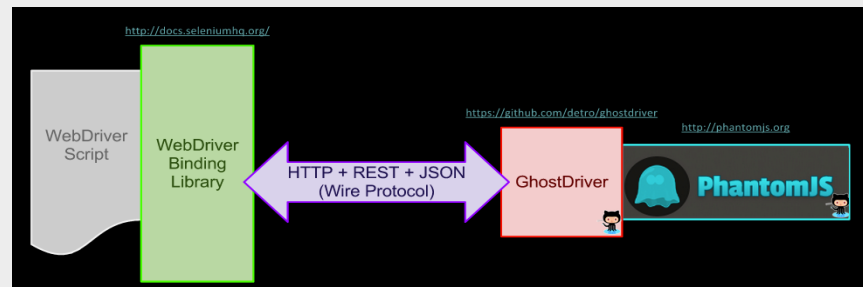 http://docs.seleniumhq.org/
WebDriver
Script
WebDriver
Binding
Library
HTTP + REST + JSON
(Wire Protocol)
https://github.com/detro/ghostdriver
GhostDriver
http://phantomjs.org
PhantomJS